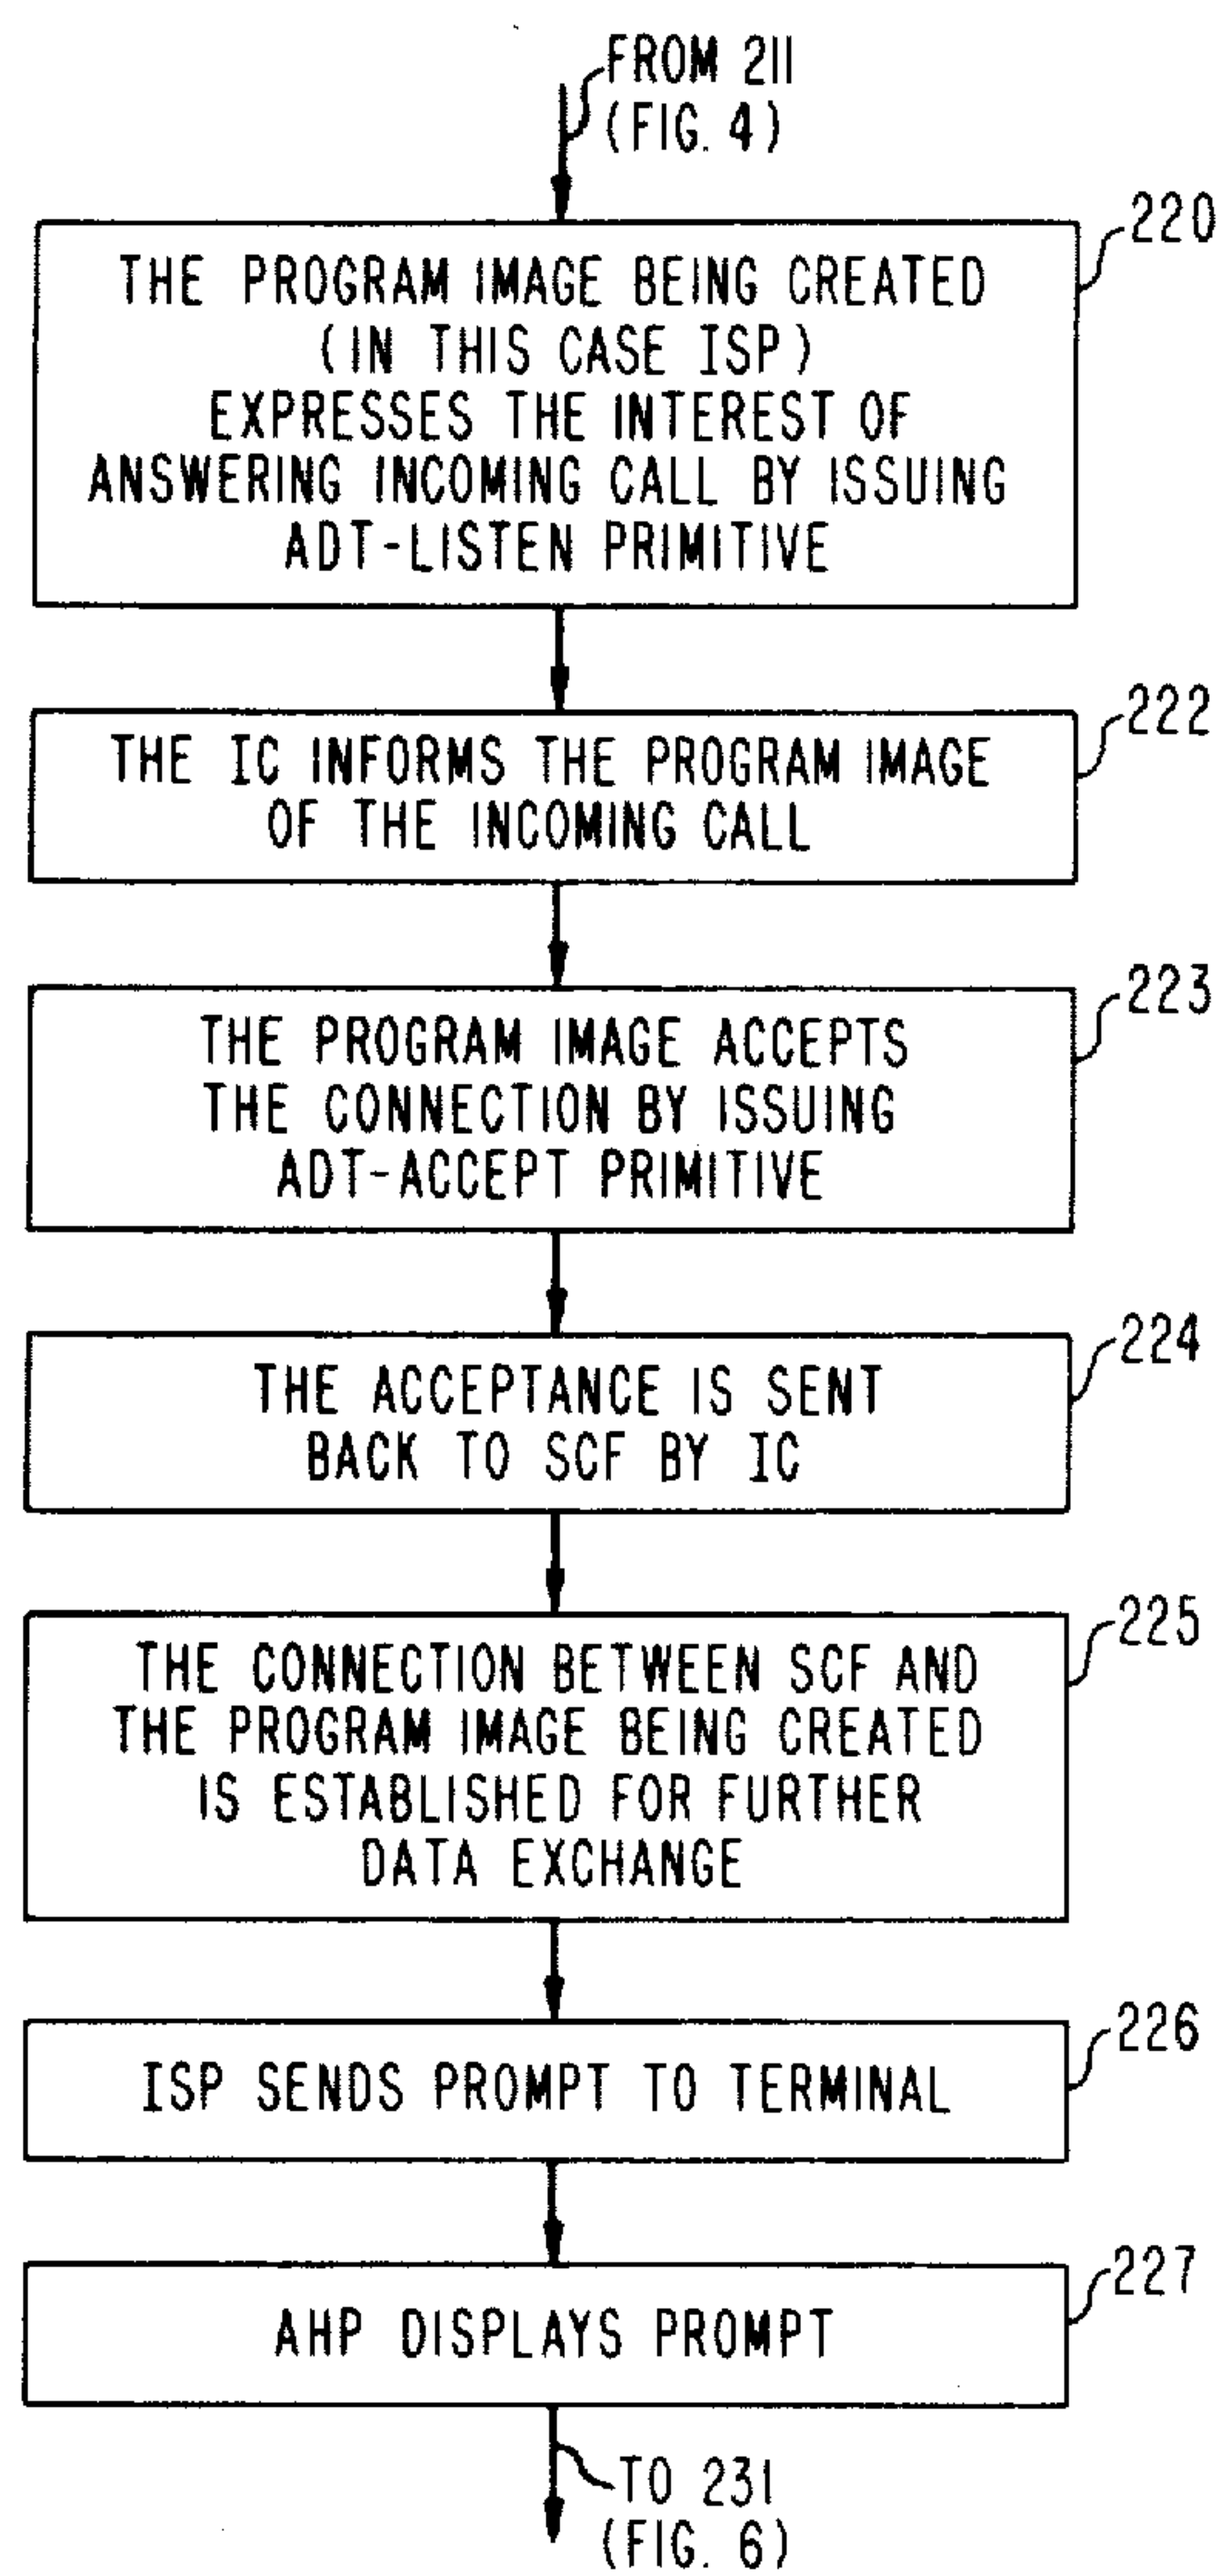 FROM 211
(FIG. 4)
220
THE PROGRAM IMAGE BEING CREATED
(IN THIS CASE ISP)
EXPRESSES THE INTEREST OF
ANSWERING INCOMING CALL BY ISSUING
ADT-LISTEN PRIMITIVE
222
THE IC INFORMS THE PROGRAM IMAGE
OF THE INCOMING CALL
223
THE PROGRAM IMAGE ACCEPTS
THE CONNECTION BY ISSUING
ADT-ACCEPT PRIMITIVE
224
THE ACCEPTANCE IS SENT
BACK TO SCF BY IC
225
THE CONNECTION BETWEEN SCF AND
THE PROGRAM IMAGE BEING CREATED
IS ESTABLISHED FOR FURTHER
DATA EXCHANGE
226
ISP SENDS PROMPT TO TERMINAL
227
AHP DISPLAYS PROMPT
TO 231
(FIG. 6)